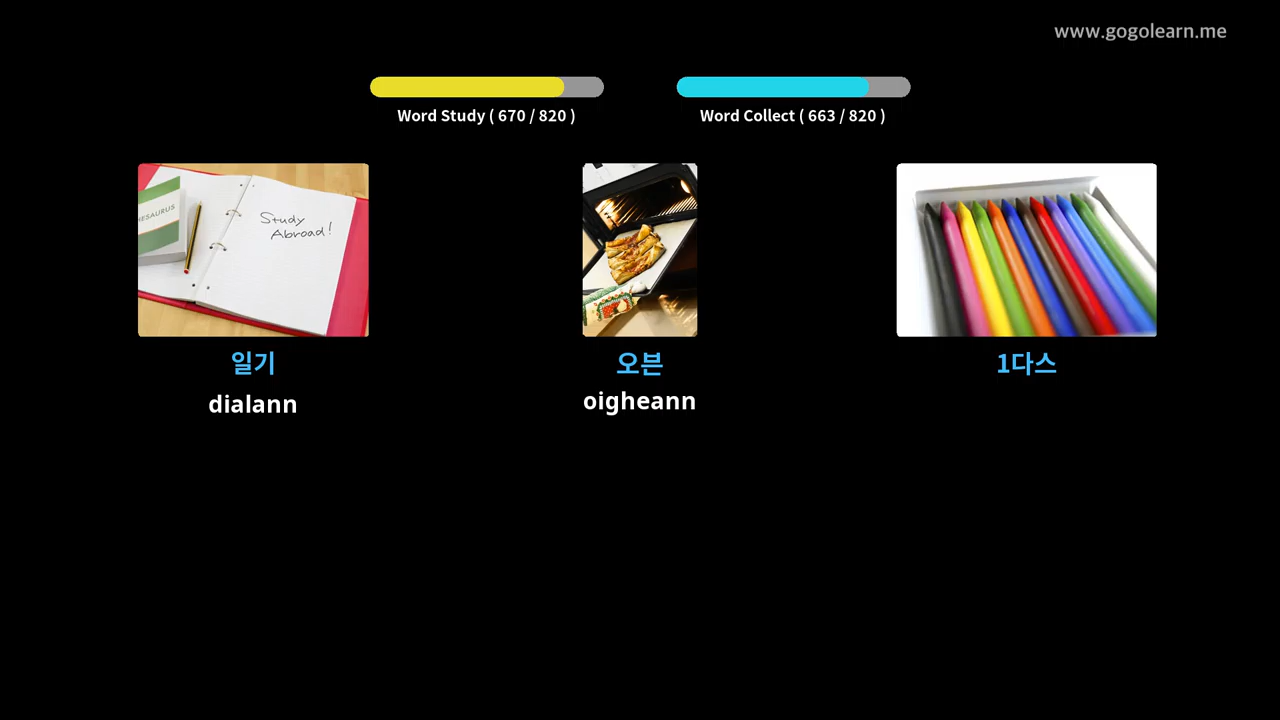 www.gogolearn.me
Word Study ( 670 / 820 )
Word Collect ( 663 / 820 )
HESAURUS
Study
Abroad!
일기
오븐
1다스
dialann
oigheann